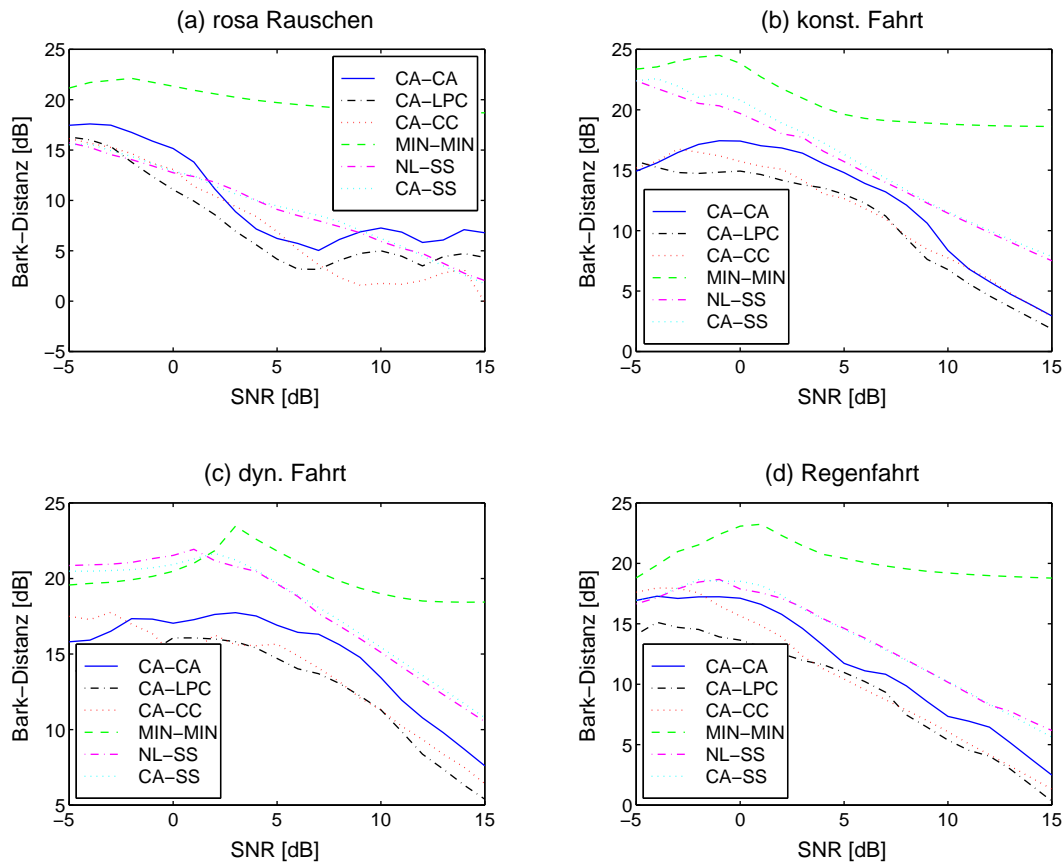 (a) rosa Rauschen
25
20
15
10
5
0
−5
−5
0
5
10
15
Bark−Distanz [dB]
SNR [dB]
CA−CA
CA−LPC
CA−CC
MIN−MIN
NL−SS
CA−SS
(b) konst. Fahrt
25
20
15
10
5
0
−5
0
5
10
15
Bark−Distanz [dB]
SNR [dB]
CA−CA
CA−LPC
CA−CC
MIN−MIN
NL−SS
CA−SS
(c) dyn. Fahrt
25
20
15
10
5
−5
0
5
10
15
Bark−Distanz [dB]
SNR [dB]
CA−CA
CA−LPC
CA−CC
MIN−MIN
NL−SS
CA−SS
(d) Regenfahrt
25
20
15
10
5
0
−5
0
5
10
15
Bark−Distanz [dB]
SNR [dB]
CA−CA
CA−LPC
CA−CC
MIN−MIN
NL−SS
CA−SS